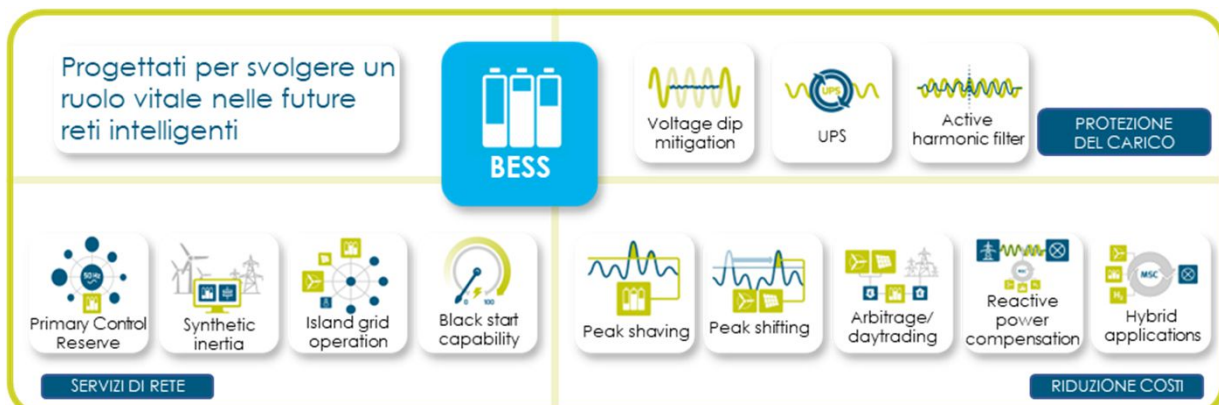 Progettati per svolgere un
ruolo vitale nelle future
reti intelligenti
BESS
Voltage dip
mitigation
UPS
UPS
Active
harmonic filter
PROTEZIONE
DEL CARICO
50 Hz
Primary Control
Reserve
Synthetic
inertia
Island grid
operation
0
100
Black start
capability
SERVIZI DI RETE
Peak shaving
Peak shifting
Arbitrage/
daytrading
Reactive
power
compensation
MSC
H₂
Hybrid
applications
RIDUZIONE COSTI